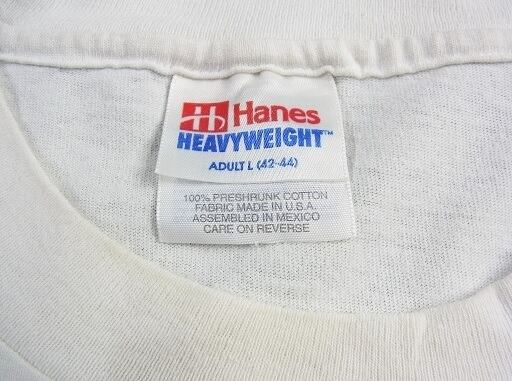 Hanes
HEAVYWEIGHT™
ADULT L (42-44)
100% PRESHRUNK COTTON
FABRIC MADE IN U.S.A.
ASSEMBLED IN MEXICO
CARE ON REVERSE